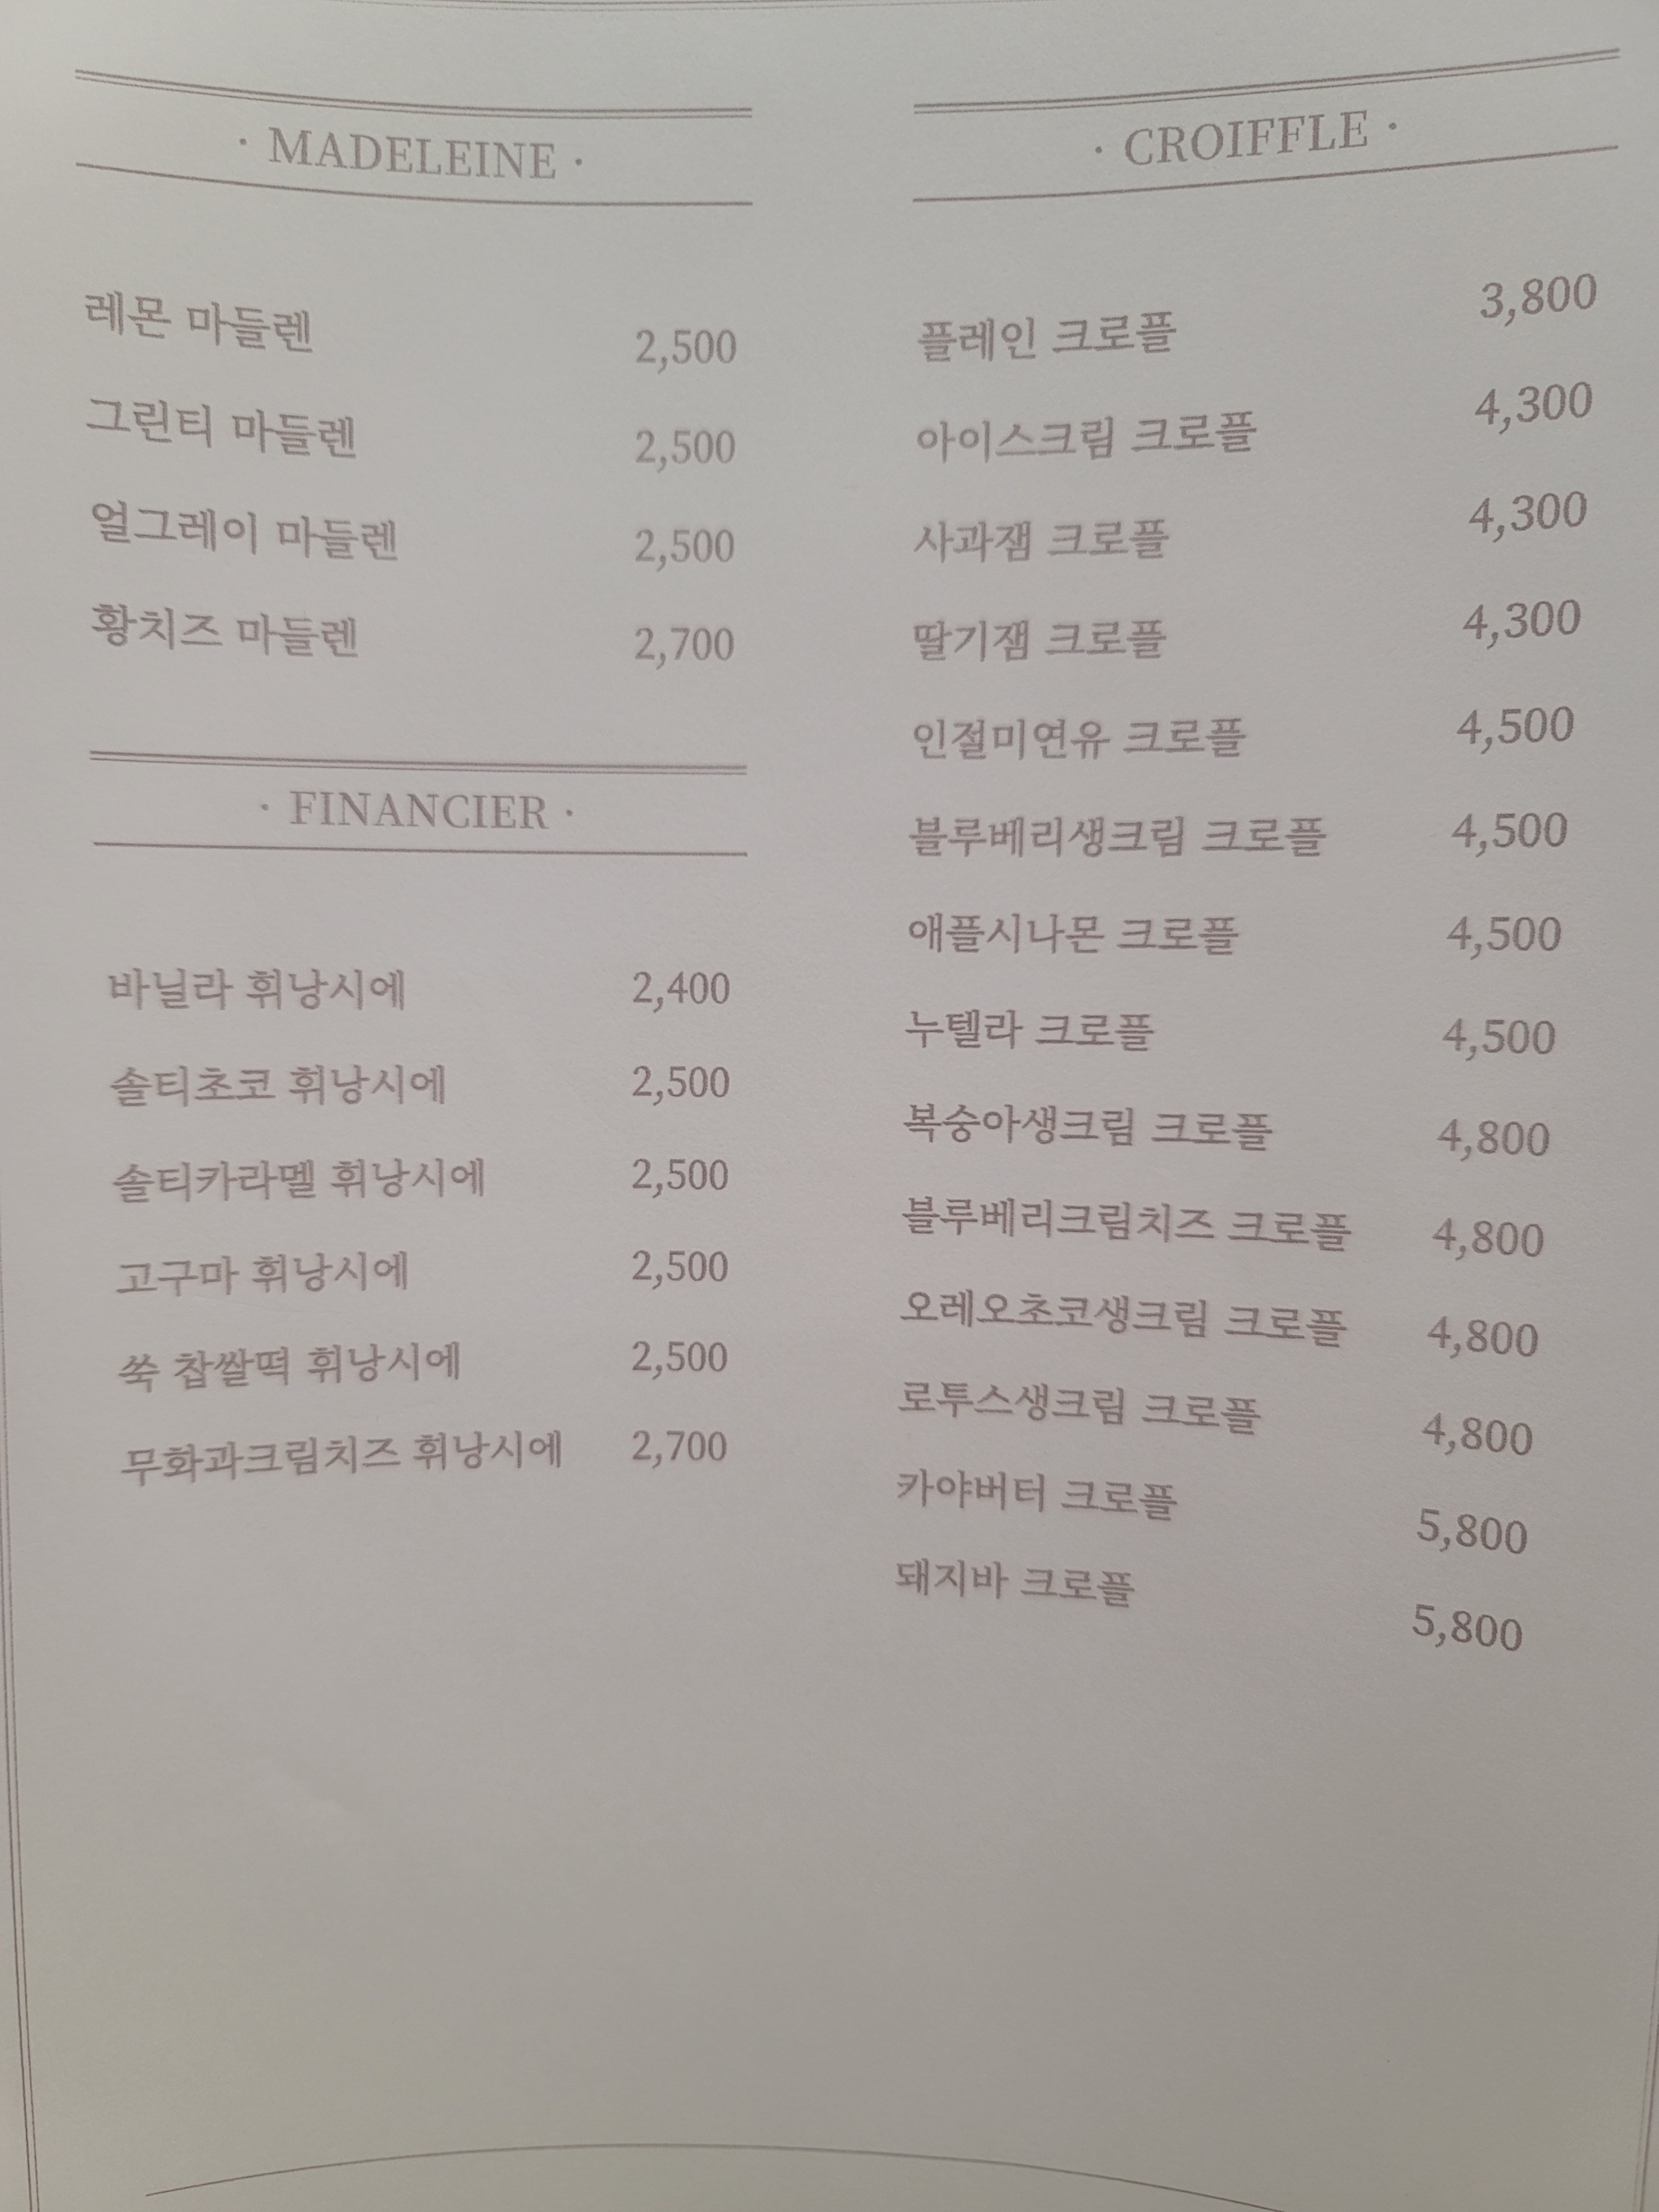 · MADELEINE ·
레몬 마들렌 2,500
그린티 마들렌 2,500
얼그레이 마들렌 2,500
황치즈 마들렌 2,700
· FINANCIER ·
바닐라 휘낭시에 2,400
솔티초코 휘낭시에 2,500
솔티카라멜 휘낭시에 2,500
고구마 휘낭시에 2,500
쑥 찹쌀떡 휘낭시에 2,500
무화과크림치즈 휘낭시에 2,700
· CROIFFLE ·
플레인 크로플 3,800
아이스크림 크로플 4,300
사과잼 크로플 4,300
딸기잼 크로플 4,300
인절미연유 크로플 4,500
블루베리생크림 크로플 4,500
애플시나몬 크로플 4,500
누텔라 크로플 4,500
복숭아생크림 크로플 4,800
블루베리크림치즈 크로플 4,800
오레오초코생크림 크로플 4,800
로투스생크림 크로플 4,800
카야버터 크로플 5,800
돼지바 크로플 5,800